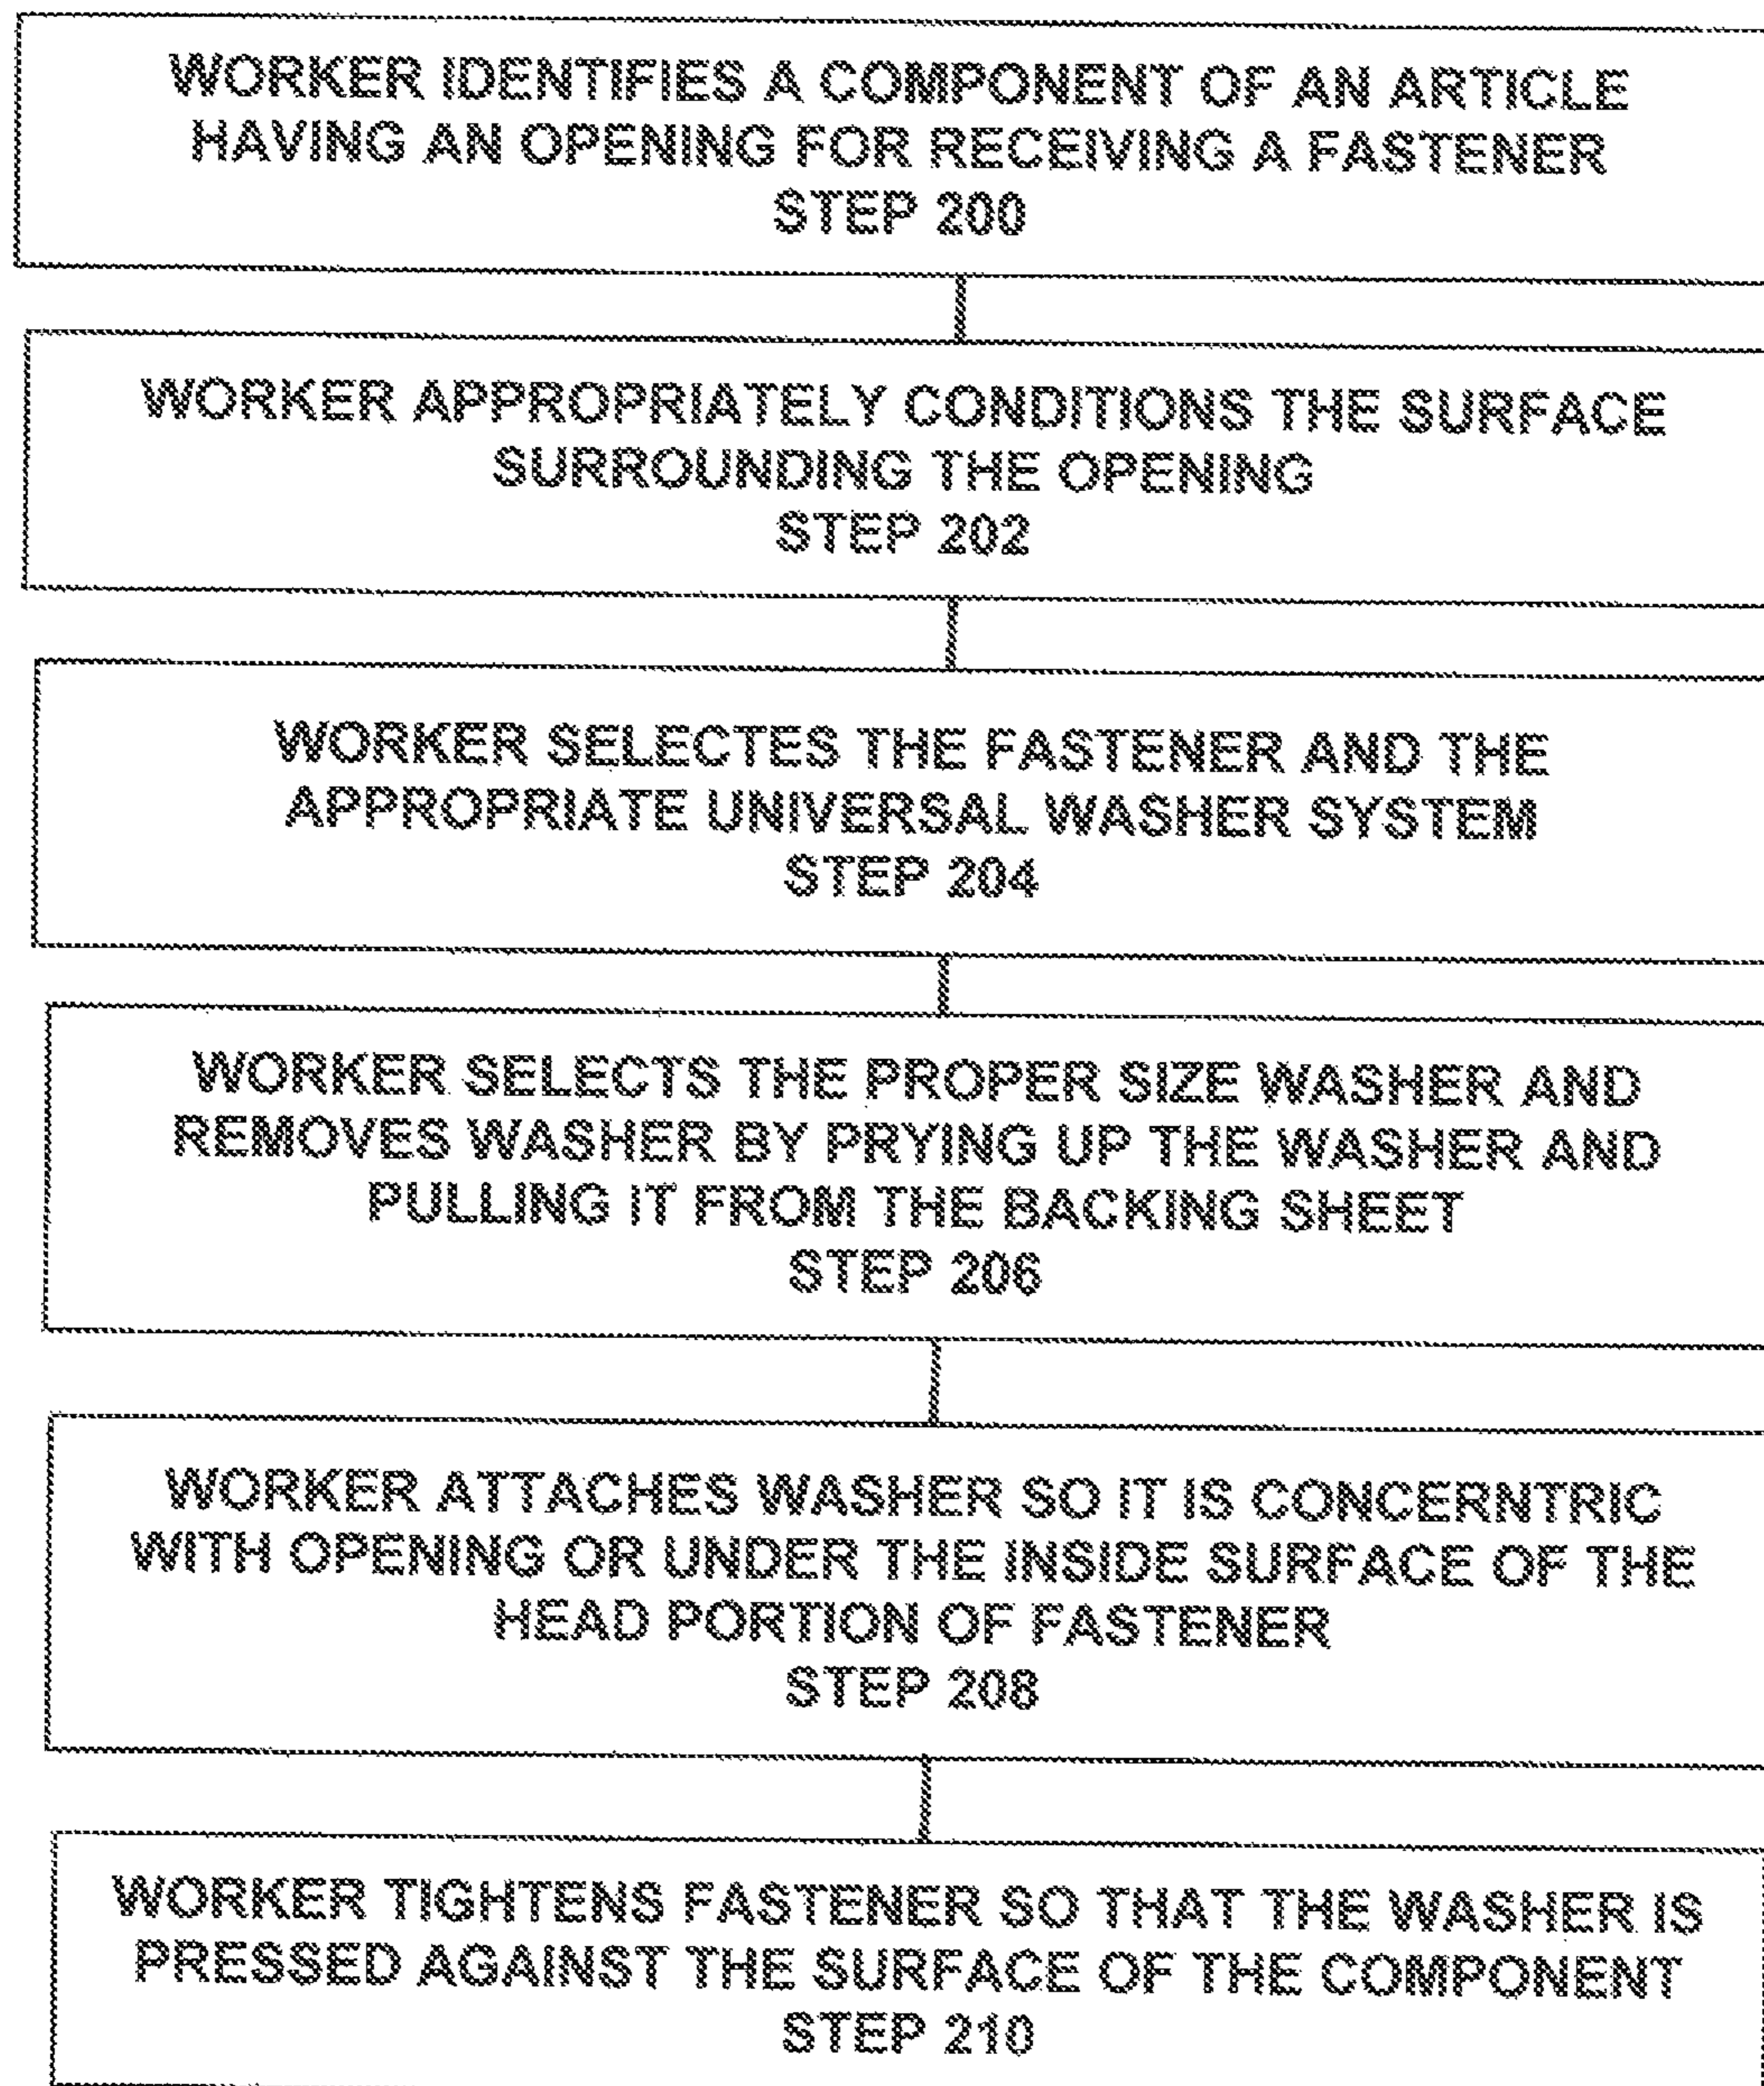 WORKER IDENTIFIES A COMPONENT OF AN ARTICLE
HAVING AN OPENING FOR RECEIVING A FASTENER
STEP 200
WORKER APPROPRIATELY CONDITIONS THE SURFACE
SURROUNDING THE OPENING
STEP 202
WORKER SELECTES THE FASTENER AND THE
APPROPRIATE UNIVERSAL WASHER SYSTEM
STEP 204
WORKER SELECTS THE PROPER SIZE WASHER AND
REMOVES WASHER BY PRYING UP THE WASHER AND
PULLING IT FROM THE BACKING SHEET
STEP 206
WORKER ATTACHES WASHER SO IT IS CONCERNTRIC
WITH OPENING OR UNDER THE INSIDE SURFACE OF THE
HEAD PORTION OF FASTENER
STEP 208
WORKER TIGHTENS FASTENER SO THAT THE WASHER IS
PRESSED AGAINST THE SURFACE OF THE COMPONENT
STEP 210